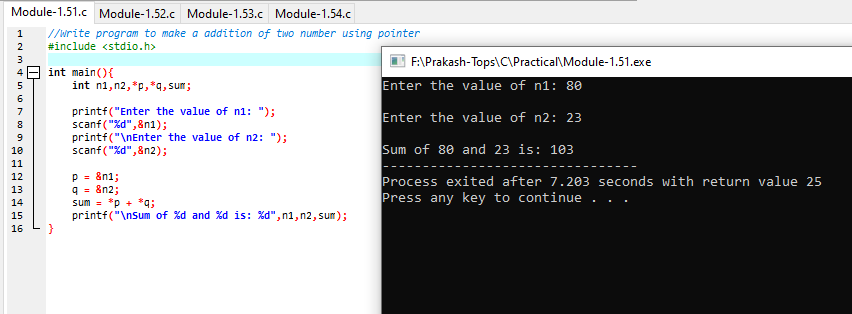 Module-1.51.c Module-1.52.c Module-1.53.c Module-1.54.c
1 //Write program to make a addition of two number using pointer
2 #include <stdio.h>
3
4 int main(){
5 int n1,n2,*p,*q,sum;
6
7 printf("Enter the value of n1: ");
8 scanf("%d",&n1);
9 printf("\nEnter the value of n2: ");
10 scanf("%d",&n2);
11
12 p = &n1;
13 q = &n2;
14 sum = *p + *q;
15 printf("\nSum of %d and %d is: %d",n1,n2,sum);
16 }
F:\Prakash-Tops\C\Practical\Module-1.51.exe
Enter the value of n1: 80
Enter the value of n2: 23
Sum of 80 and 23 is: 103
--------------------------------
Process exited after 7.203 seconds with return value 25
Press any key to continue . . .